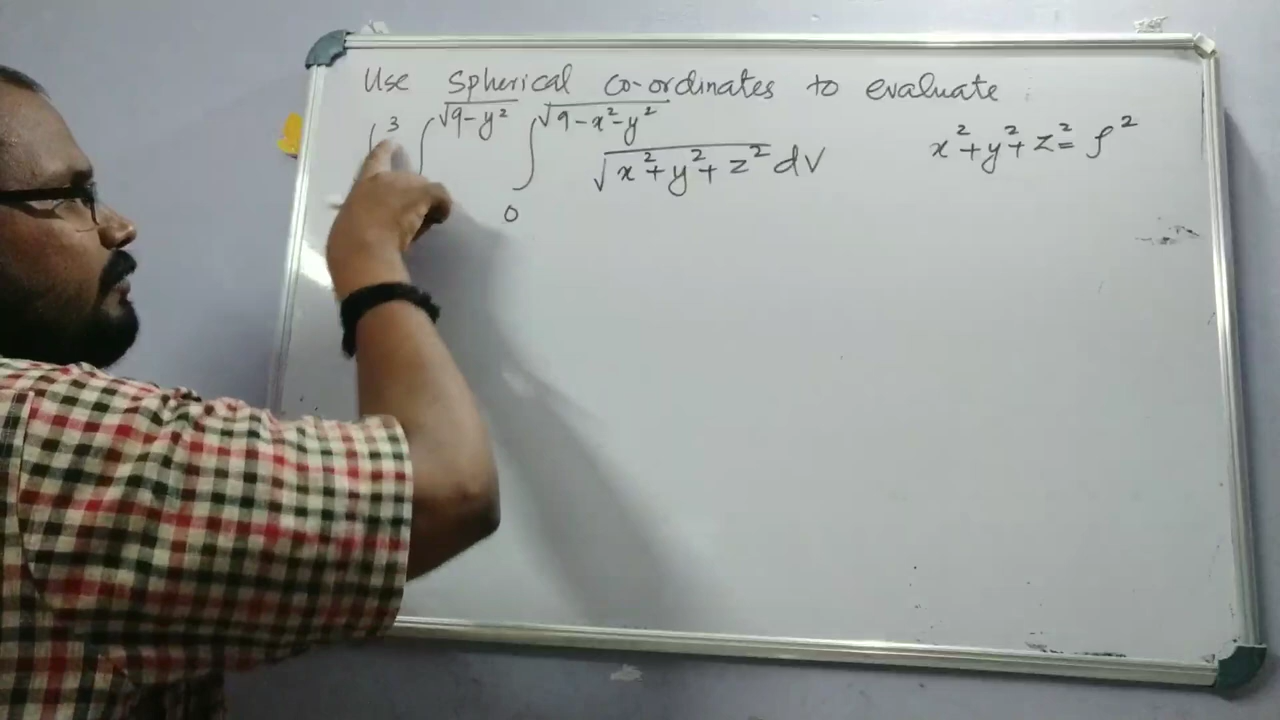 Use Spherical co-ordinates to evaluate
∫^3 ∫^√(9-y²) ∫_0^√(9-x²-y²) √(x²+y²+z²) dV
x²+y²+z²=ρ²